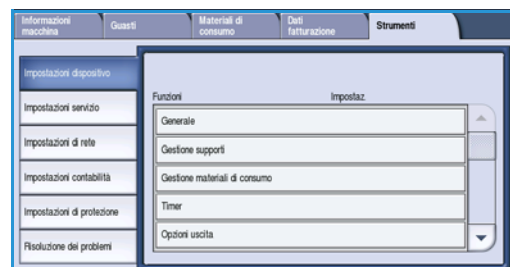 Informazioni macchina
Guasti
Materiali di consumo
Dati fatturazione
Strumenti
Impostazioni dispositivo
Impostazioni servizio
Impostazioni di rete
Impostazioni contabilità
Impostazioni di protezione
Risoluzione dei problemi
Funzioni
Impostaz.
Generale
Gestione supporti
Gestione materiali di consumo
Timer
Opzioni uscita